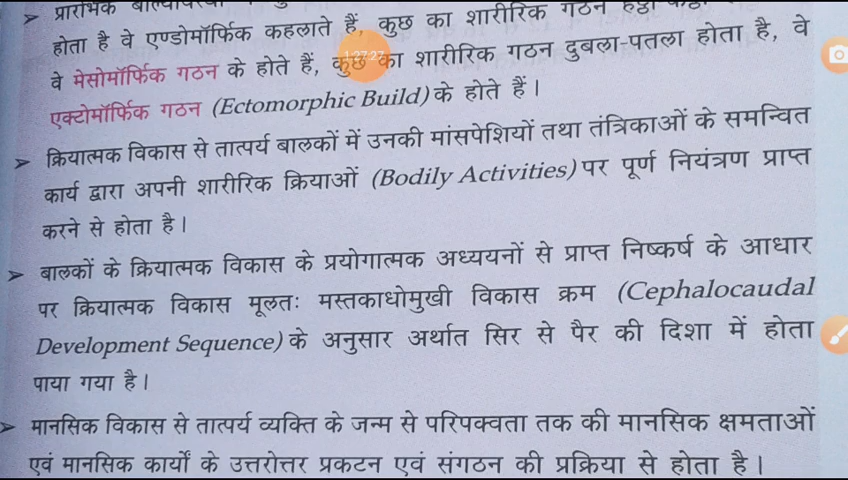 ➤ प्रारंभिक
होता है वे एण्डोमॉर्फिक कहलाते हैं, कुछ का शारीरिक गठन
वे मेसोमॉर्फिक गठन के होते हैं, कुछ का शारीरिक गठन दुबला-पतला होता है, वे
एक्टोमॉर्फिक गठन (Ectomorphic Build) के होते हैं।
➤ क्रियात्मक विकास से तात्पर्य बालकों में उनकी मांसपेशियों तथा तंत्रिकाओं के समन्वित
कार्य द्वारा अपनी शारीरिक क्रियाओं (Bodily Activities) पर पूर्ण नियंत्रण प्राप्त
करने से होता है।
➤ बालकों के क्रियात्मक विकास के प्रयोगात्मक अध्ययनों से प्राप्त निष्कर्ष के आधार
पर क्रियात्मक विकास मूलतः मस्तकाधोमुखी विकास क्रम (Cephalocaudal
Development Sequence) के अनुसार अर्थात सिर से पैर की दिशा में होता
पाया गया है।
➤ मानसिक विकास से तात्पर्य व्यक्ति के जन्म से परिपक्वता तक की मानसिक क्षमताओं
एवं मानसिक कार्यों के उत्तरोत्तर प्रकटन एवं संगठन की प्रक्रिया से होता है।
1:27:27